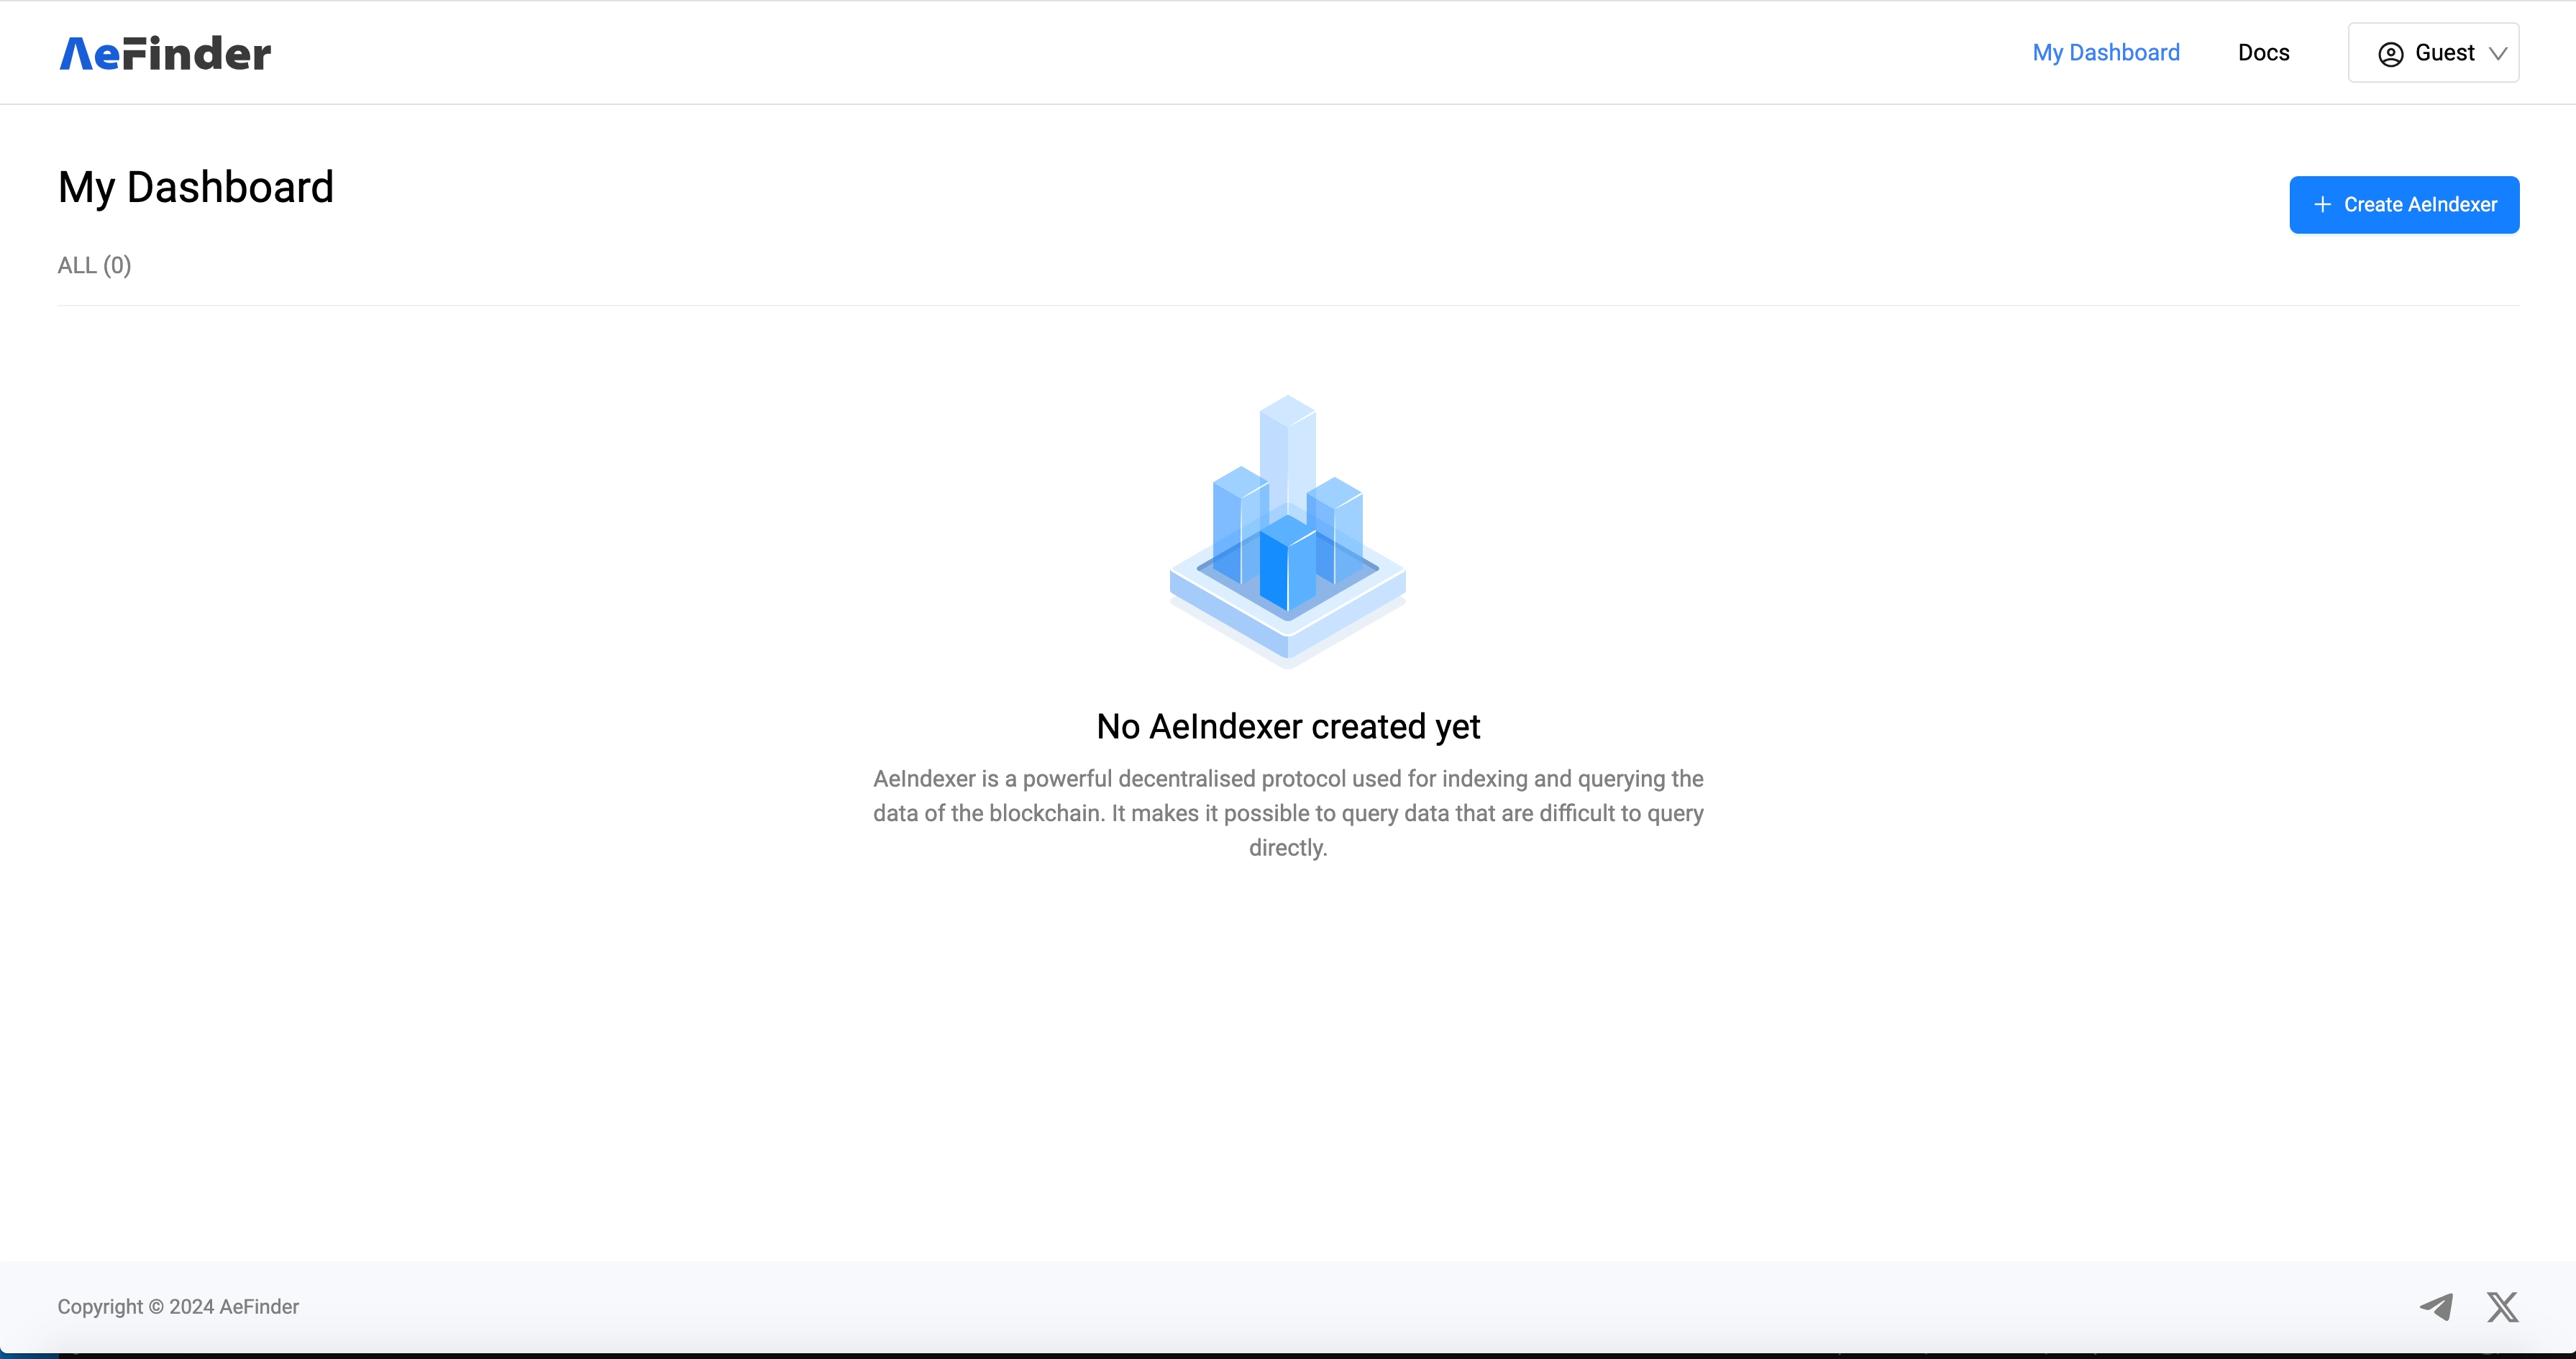 AeFinder
My Dashboard
Docs
Guest
My Dashboard
+ Create AeIndexer
ALL (0)
No AeIndexer created yet
AeIndexer is a powerful decentralised protocol used for indexing and querying the
data of the blockchain. It makes it possible to query data that are difficult to query
directly.
Copyright © 2024 AeFinder